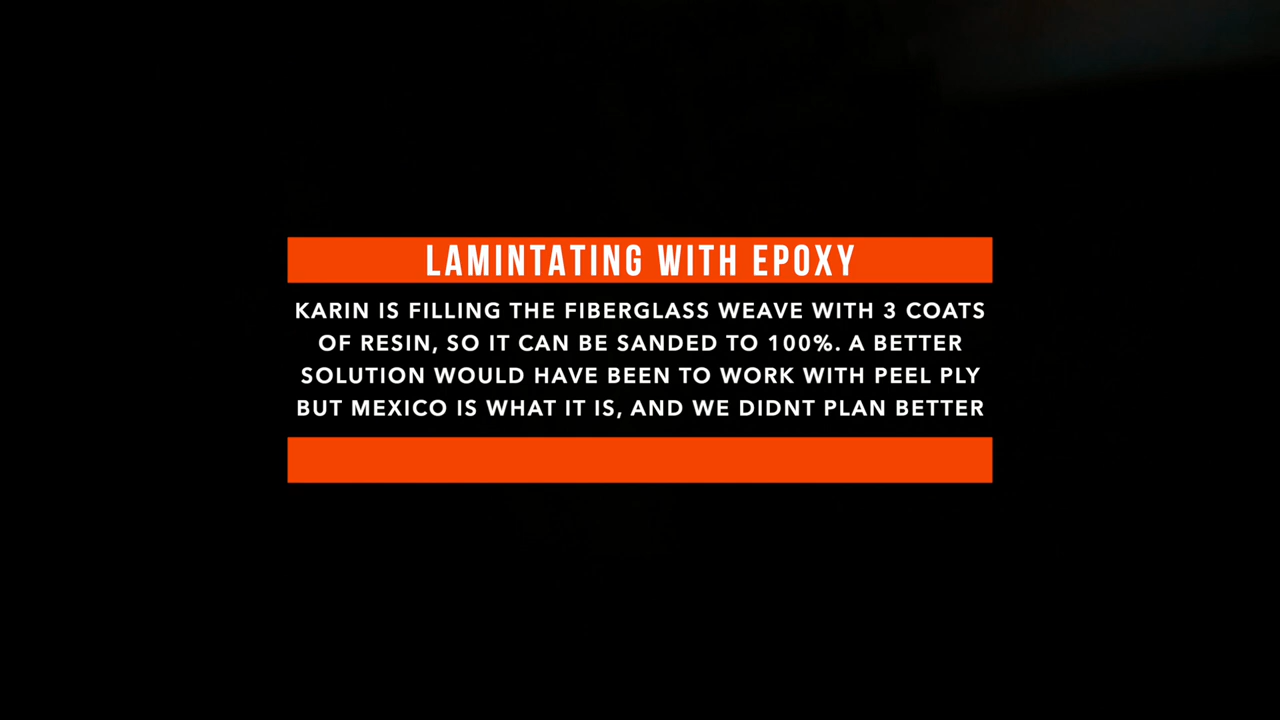 LAMINTATING WITH EPOXY
KARIN IS FILLING THE FIBERGLASS WEAVE WITH 3 COATS
OF RESIN, SO IT CAN BE SANDED TO 100%. A BETTER
SOLUTION WOULD HAVE BEEN TO WORK WITH PEEL PLY
BUT MEXICO IS WHAT IT IS, AND WE DIDNT PLAN BETTER